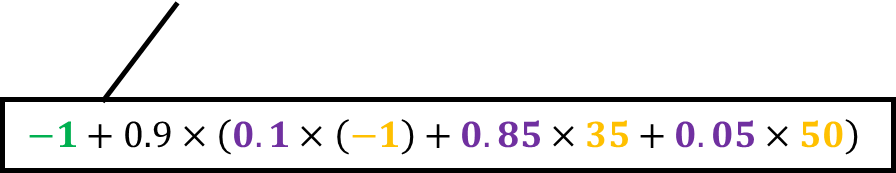 −1 + 0.9 × (0.1 × (−1) + 0.85 × 35 + 0.05 × 50)